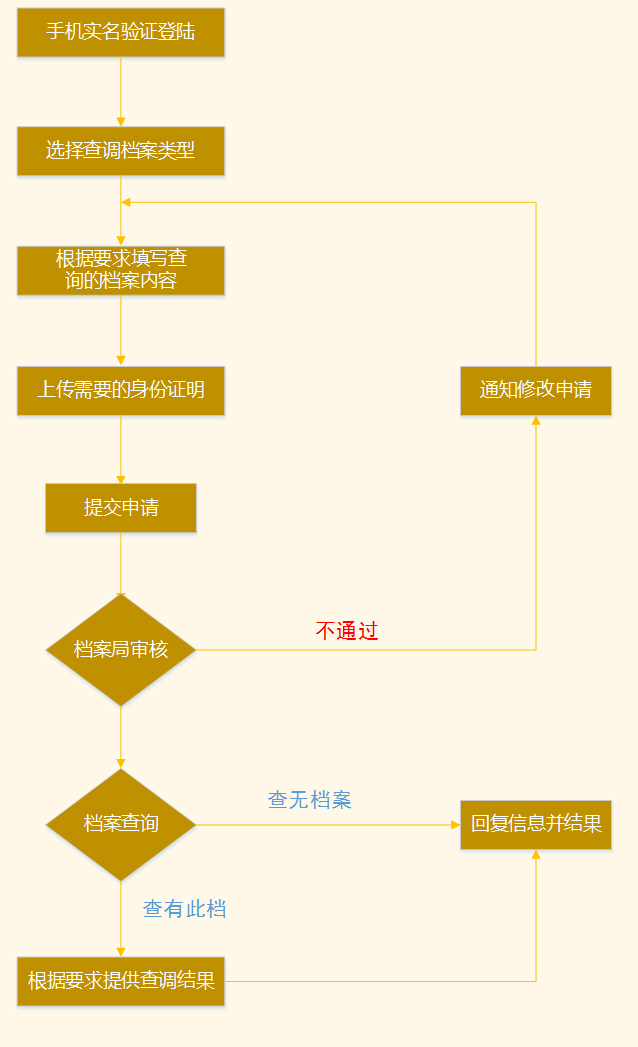 手机实名验证登陆
选择查调档案类型
根据要求填写查
询的档案内容
上传需要的身份证明
通知修改申请
提交申请
不通过
档案局审核
查无档案
档案查询
回复信息并结果
查有此档
根据要求提供查调结果